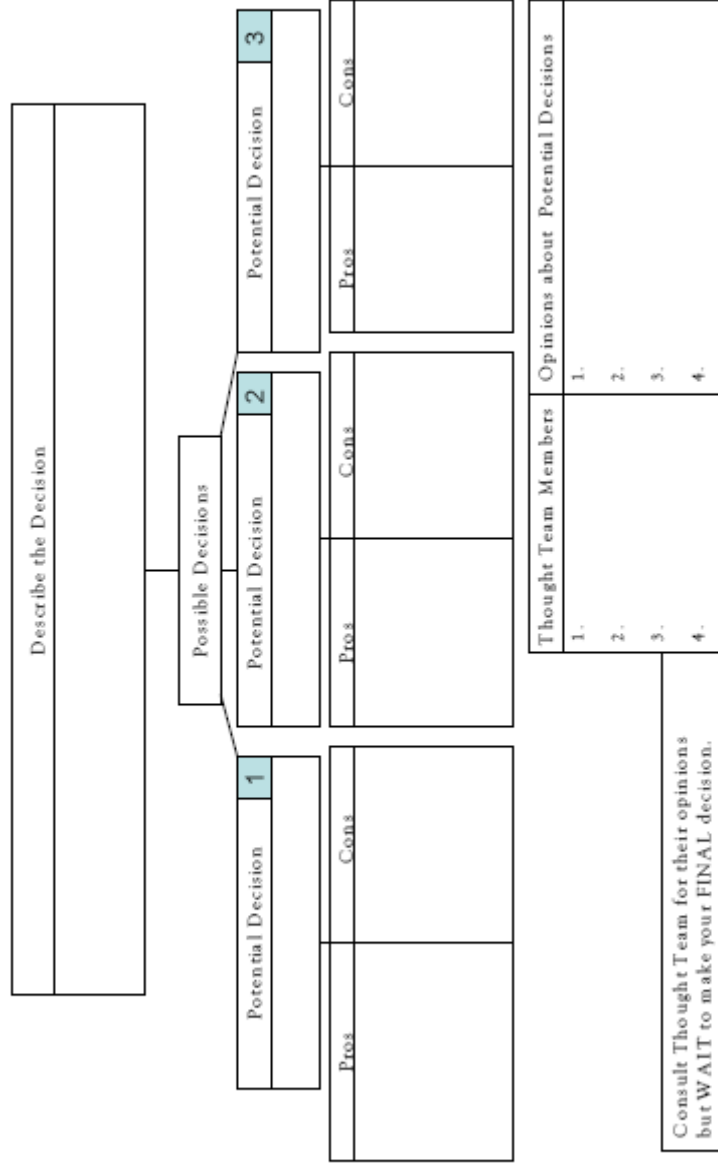 Describe the Decision
Possible Decisions
Potential Decision 1
Potential Decision 2
Potential Decision 3
Pros Cons
Pros Cons
Pros Cons
Thought Team Members Opinions about Potential Decisions
1. 1.
2. 2.
3. 3.
4. 4.
Consult Thought Team for their opinions
but WAIT to make your FINAL decision.